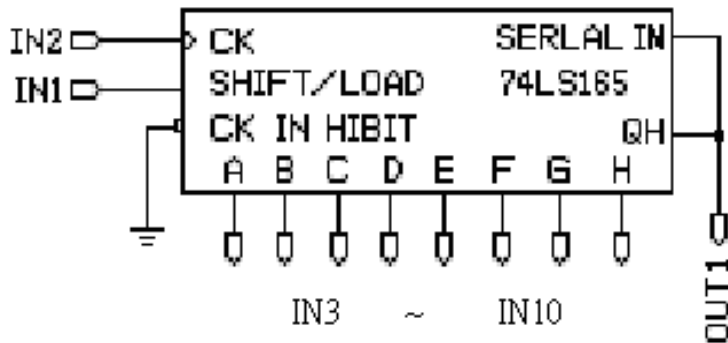 IN2 CK SERLAL IN
IN1 SHIFT/LOAD 74LS165
CK IN HIBIT QH
A B C D E F G H
IN3 ~ IN10
OUT1